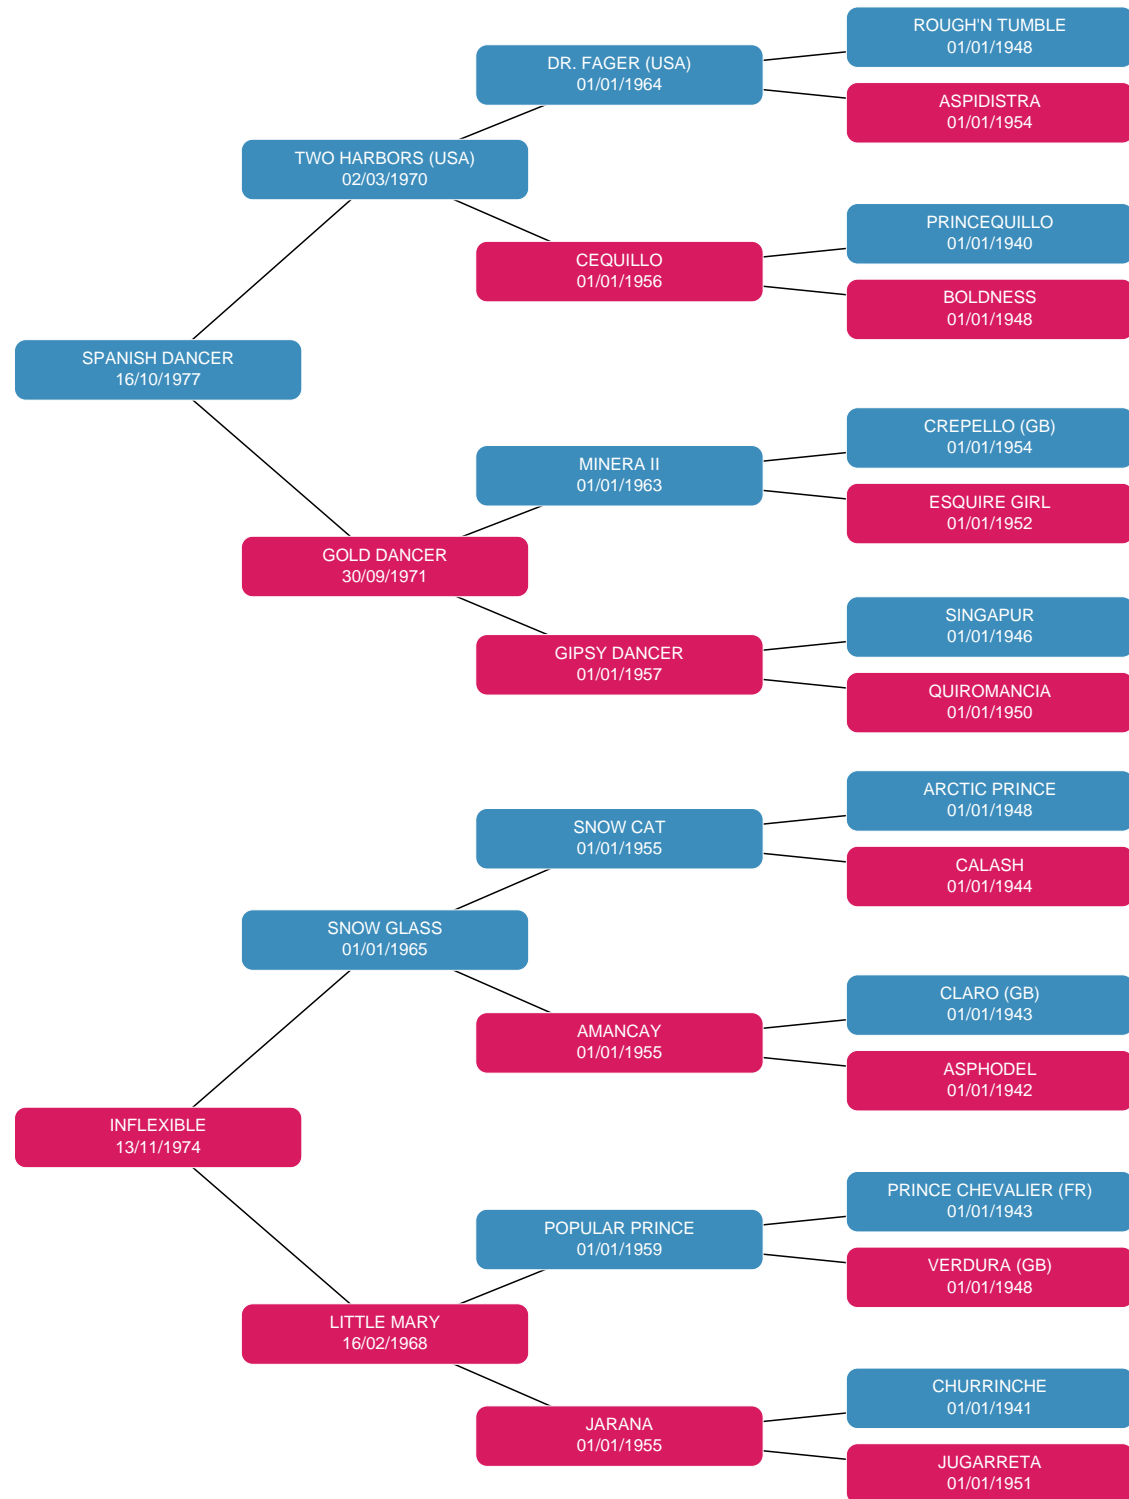 ROUGH'N TUMBLE
01/01/1948
DR. FAGER (USA)
01/01/1964
ASPIDISTRA
01/01/1954
TWO HARBORS (USA)
02/03/1970
PRINCEQUILLO
01/01/1940
CEQUILLO
01/01/1956
BOLDNESS
01/01/1948
SPANISH DANCER
16/10/1977
CREPELLO (GB)
01/01/1954
MINERA II
01/01/1963
ESQUIRE GIRL
01/01/1952
GOLD DANCER
30/09/1971
SINGAPUR
01/01/1946
GIPSY DANCER
01/01/1957
QUIROMANCIA
01/01/1950
ARCTIC PRINCE
01/01/1948
SNOW CAT
01/01/1955
CALASH
01/01/1944
SNOW GLASS
01/01/1965
CLARO (GB)
01/01/1943
AMANCAY
01/01/1955
ASPHODEL
01/01/1942
INFLEXIBLE
13/11/1974
PRINCE CHEVALIER (FR)
01/01/1943
POPULAR PRINCE
01/01/1959
VERDURA (GB)
01/01/1948
LITTLE MARY
16/02/1968
CHURRINCHE
01/01/1941
JARANA
01/01/1955
JUGARRETA
01/01/1951